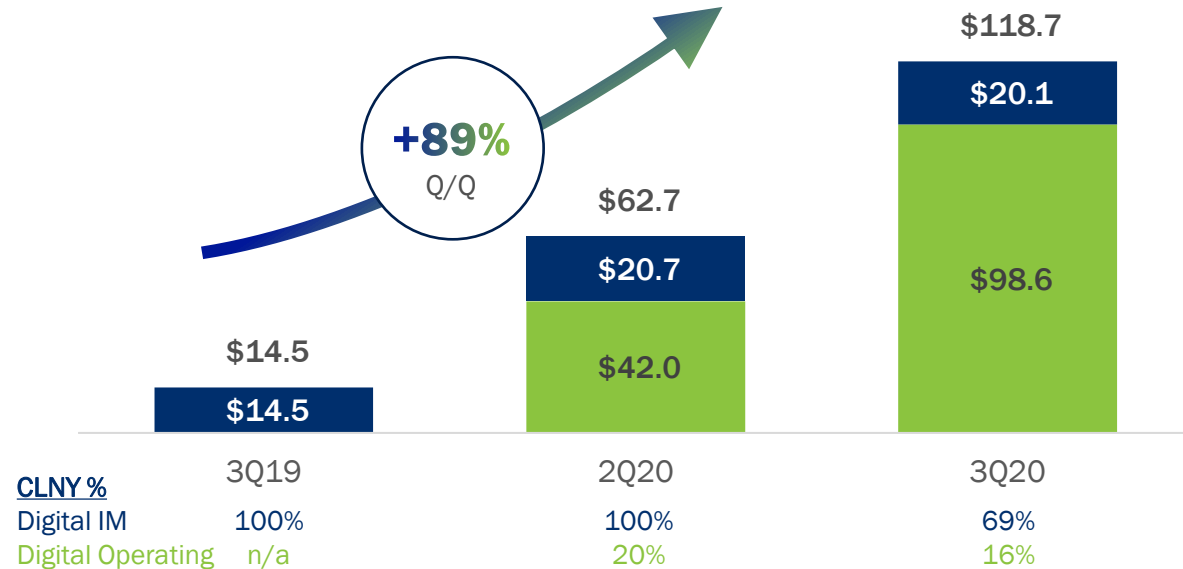 $118.7
$20.1
+89%
Q/Q
$62.7
$20.7
$98.6
$14.5
$42.0
$14.5
3Q19 2Q20 3Q20
CLNY %
Digital IM 100% 100% 69%
Digital Operating n/a 20% 16%